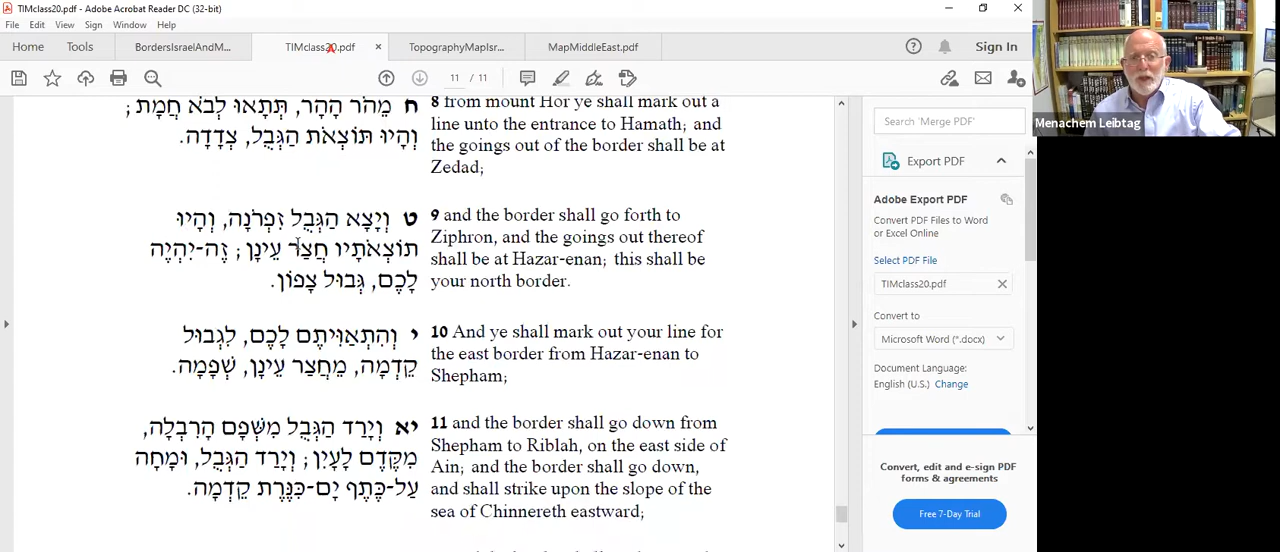 TIMclass20.pdf - Adobe Acrobat Reader DC (32-bit)
File Edit View Sign Window Help
Home Tools BordersIsraelAndM... TIMclass20.pdf TopographyMapIsr... MapMiddleEast.pdf Sign In
11 / 11
Menachem Leibtag
ח מֵהֹר הָהָר, תְּתָאוּ לְבֹא חֲמָת ;
וְהָיוּ תּוֹצְאֹת הַגְּבֻל, צְדָדָה.
8 from mount Hor ye shall mark out a
line unto the entrance to Hamath; and
the goings out of the border shall be at
Zedad;
ט וְיָצָא הַגְּבֻל זִפְרֹנָה, וְהָיוּ
תוֹצְאֹתָיו חֲצַר עֵינָן ; זֶה-יִהְיֶה
לָכֶם, גְּבוּל צָפוֹן.
9 and the border shall go forth to
Ziphron, and the goings out thereof
shall be at Hazar-enan; this shall be
your north border.
י וְהִתְאַוִּיתֶם לָכֶם, לִגְבוּל
קֵדְמָה, מֵחֲצַר עֵינָן, שְׁפָמָה.
10 And ye shall mark out your line for
the east border from Hazar-enan to
Shepham;
יא וְיָרַד הַגְּבֻל מִשְּׁפָם הָרִבְלָה,
מִקֶּדֶם לָעָיִן ; וְיָרַד הַגְּבֻל, וּמָחָה
עַל-כֶּתֶף יָם-כִּנֶּרֶת קֵדְמָה.
11 and the border shall go down from
Shepham to Riblah, on the east side of
Ain; and the border shall go down,
and shall strike upon the slope of the
sea of Chinnereth eastward;
Search 'Merge PDF'
Export PDF
Adobe Export PDF
Convert PDF Files to Word
or Excel Online
Select PDF File
TIMclass20.pdf
Convert to
Microsoft Word (*.docx)
Document Language:
English (U.S.) Change
Convert, edit and e-sign PDF
forms & agreements
Free 7-Day Trial